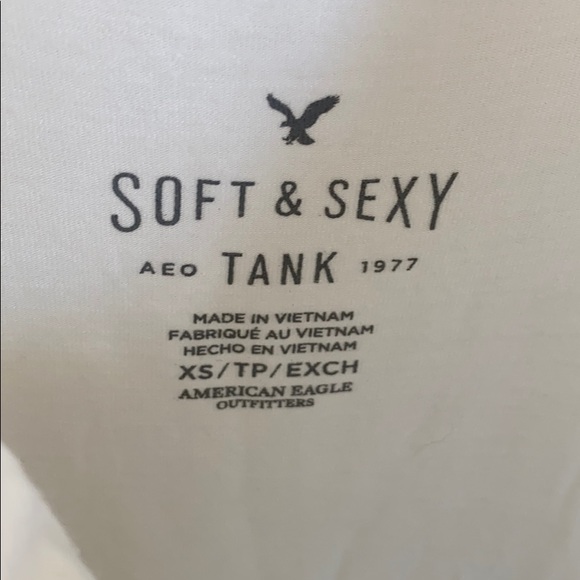 SOFT & SEXY
AEO TANK 1977
MADE IN VIETNAM
FABRIQUÉ AU VIETNAM
HECHO EN VIETNAM
XS/TP/EXCH
AMERICAN EAGLE
OUTFITTERS